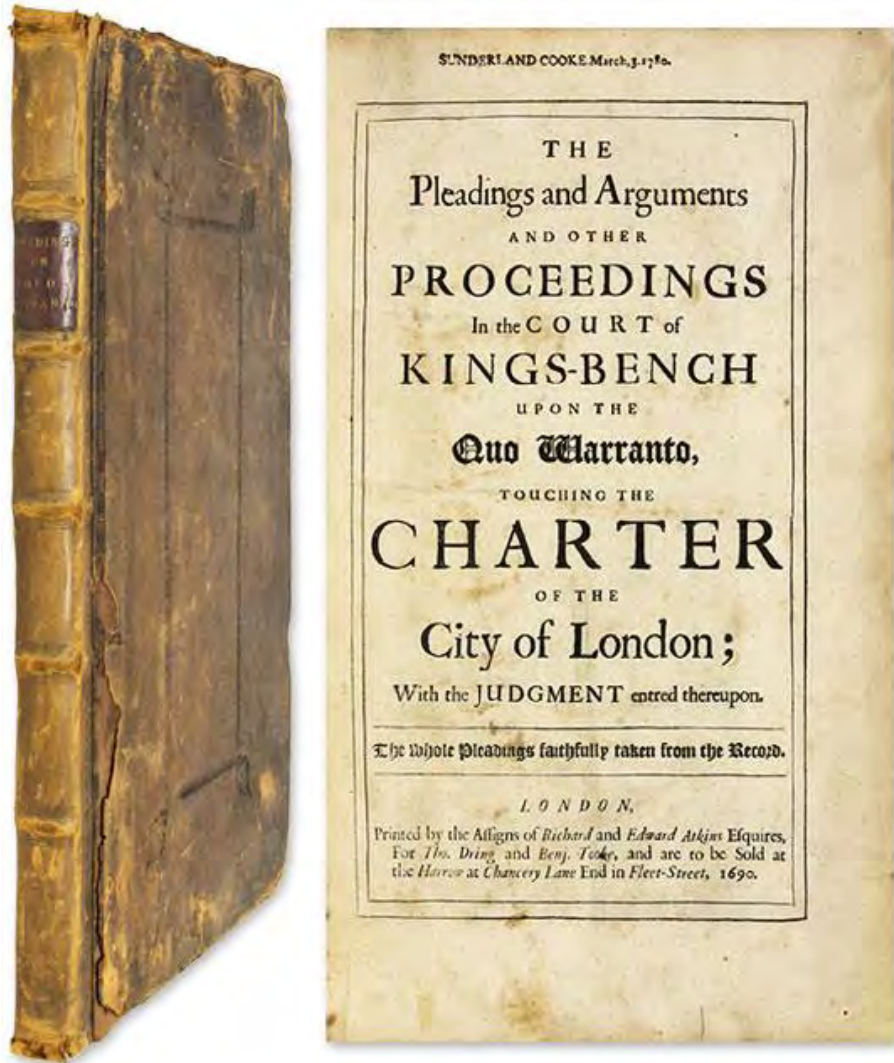 EDING
ON
QUO
SUNDERLAND COOKE March,3.1780.
THE
Pleadings and Arguments
AND OTHER
PROCEEDINGS
In the COURT of
KINGS-BENCH
UPON THE
Quo Warranto,
TOUCHING THE
CHARTER
OF THE
City of London;
With the JUDGMENT entred thereupon.
The whole Pleadings faithfully taken from the Record.
LONDON,
Printed by the Assigns of Richard and Edward Atkins Esquires,
For Tho. Dring and Benj. Tooke, and are to be Sold at
the Harrow at Chancery Lane End in Fleet-Street, 1690.